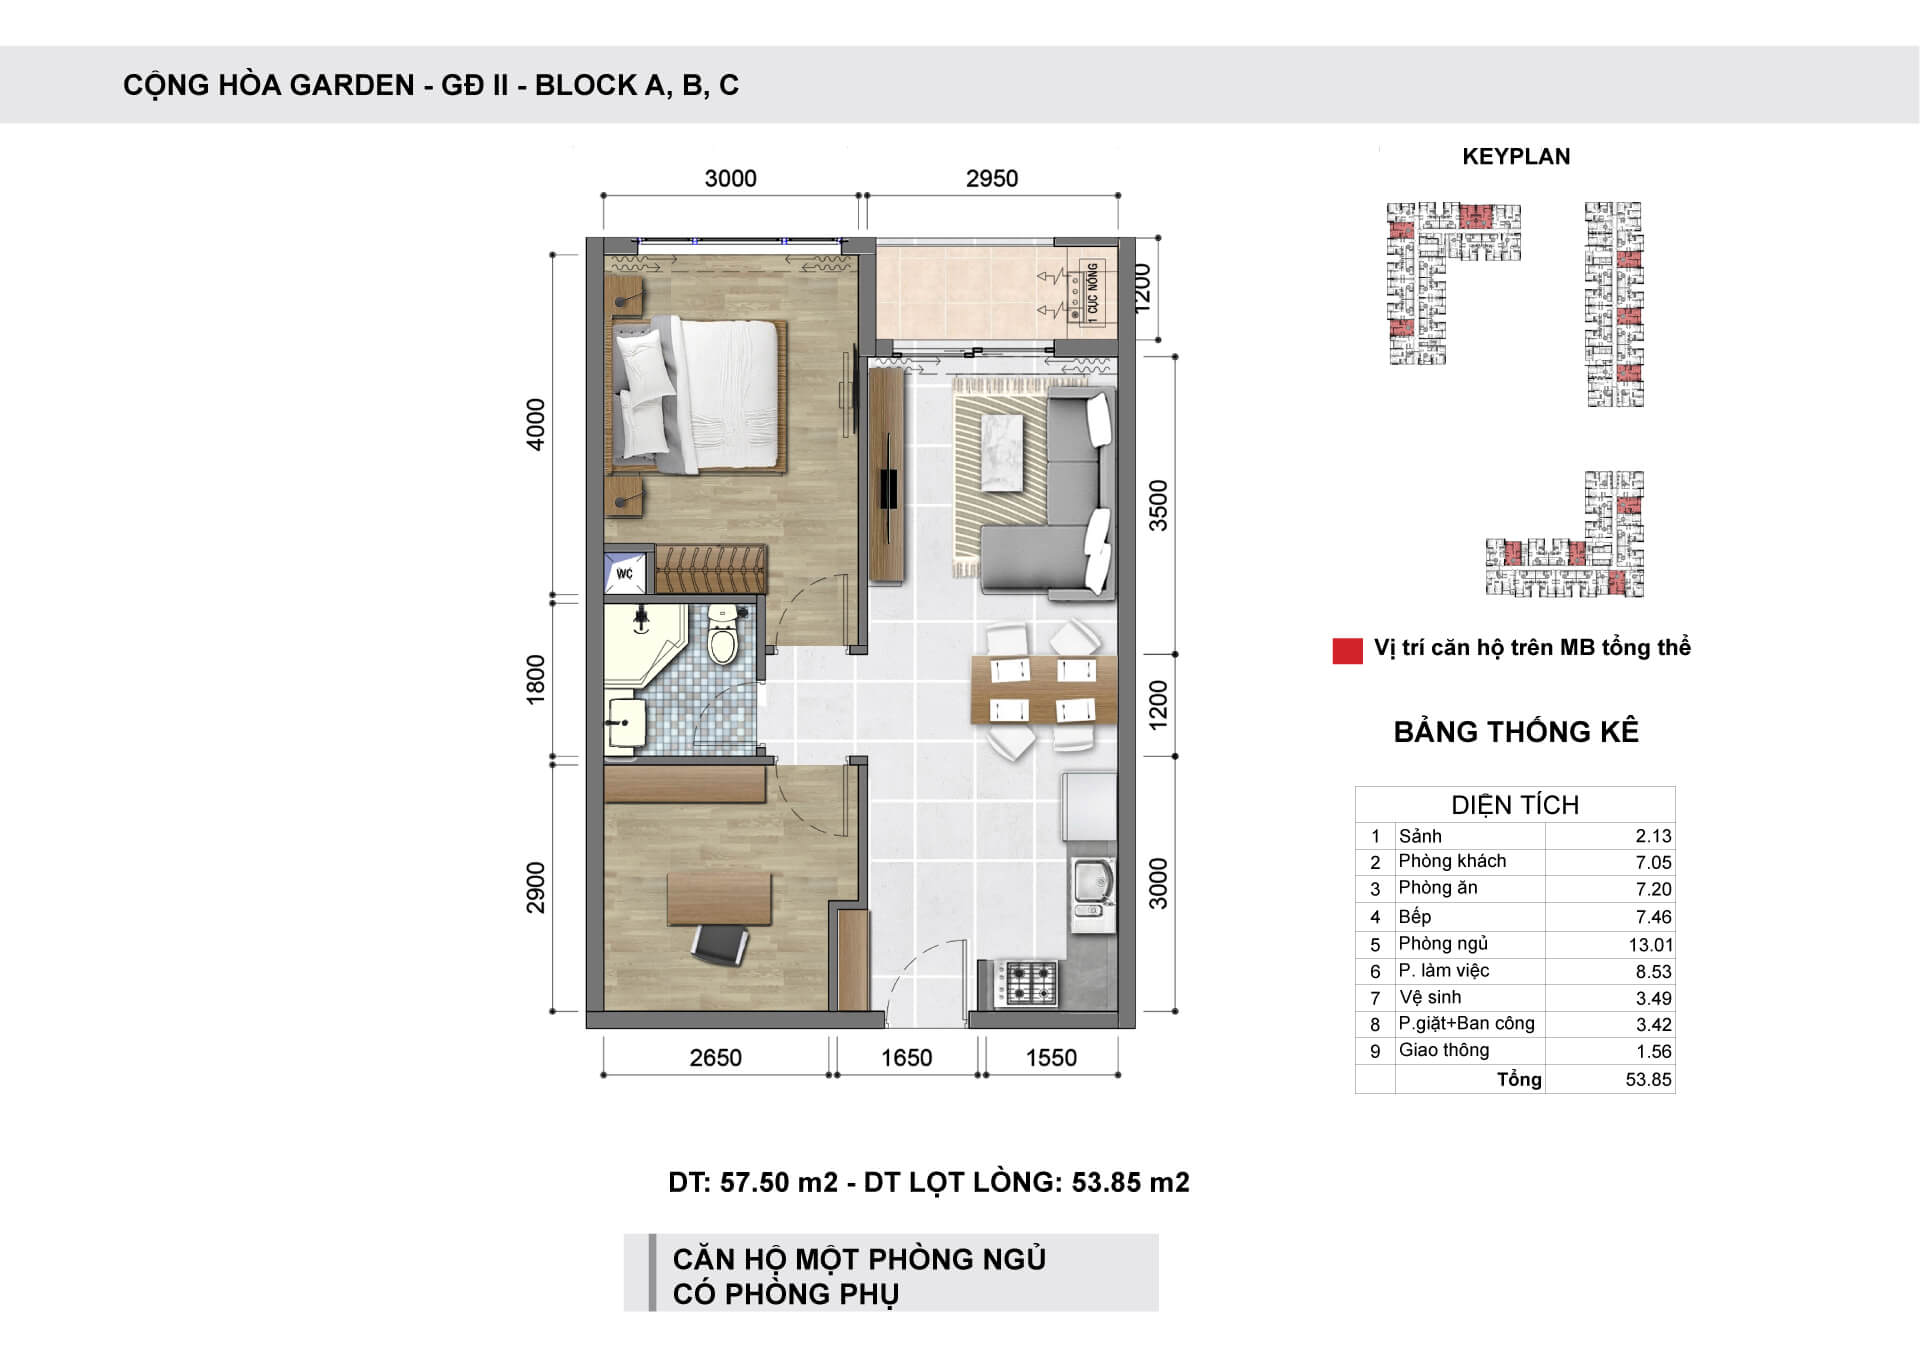 CỘNG HÒA GARDEN - GĐ II - BLOCK A, B, C
KEYPLAN
3000
2950
1200
1 CỤC NÓNG
4000
3500
WC
1800
1200
2900
3000
2650
1650
1550
Vị trí căn hộ trên MB tổng thể
BẢNG THỐNG KÊ
DIỆN TÍCH
1 Sảnh 2.13
2 Phòng khách 7.05
3 Phòng ăn 7.20
4 Bếp 7.46
5 Phòng ngủ 13.01
6 P. làm việc 8.53
7 Vệ sinh 3.49
8 P.giặt+Ban công 3.42
9 Giao thông 1.56
Tổng 53.85
DT: 57.50 m2 - DT LỌT LÒNG: 53.85 m2
CĂN HỘ MỘT PHÒNG NGỦ
CÓ PHÒNG PHỤ